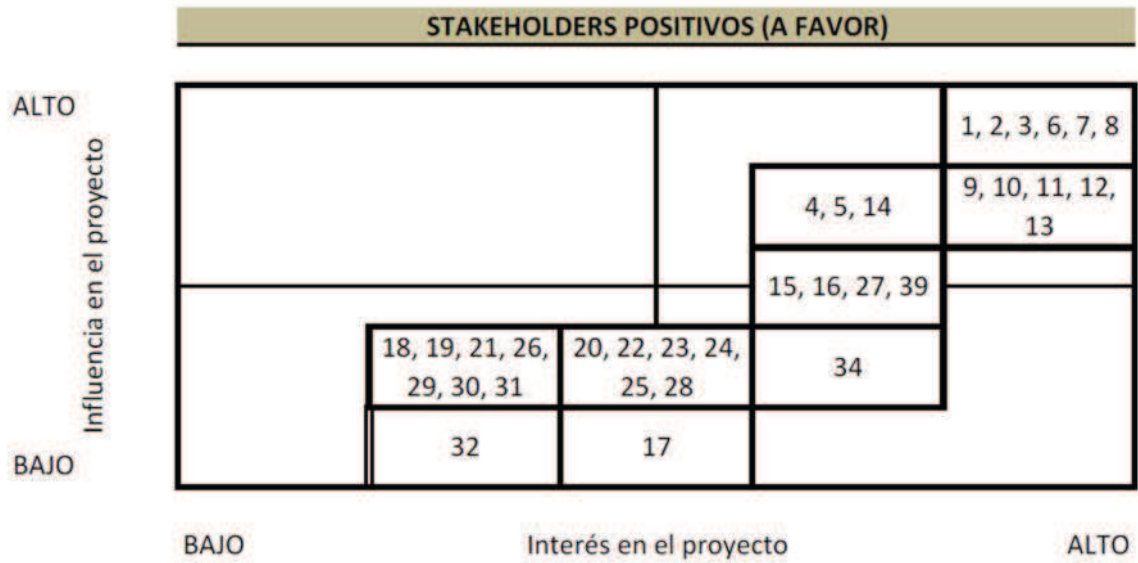 STAKEHOLDERS POSITIVOS (A FAVOR)
ALTO
1, 2, 3, 6, 7, 8
4, 5, 14
9, 10, 11, 12,
13
Influencia en el proyecto
15, 16, 27, 39
18, 19, 21, 26,
29, 30, 31
20, 22, 23, 24,
25, 28
34
32
17
BAJO
BAJO
Interés en el proyecto
ALTO